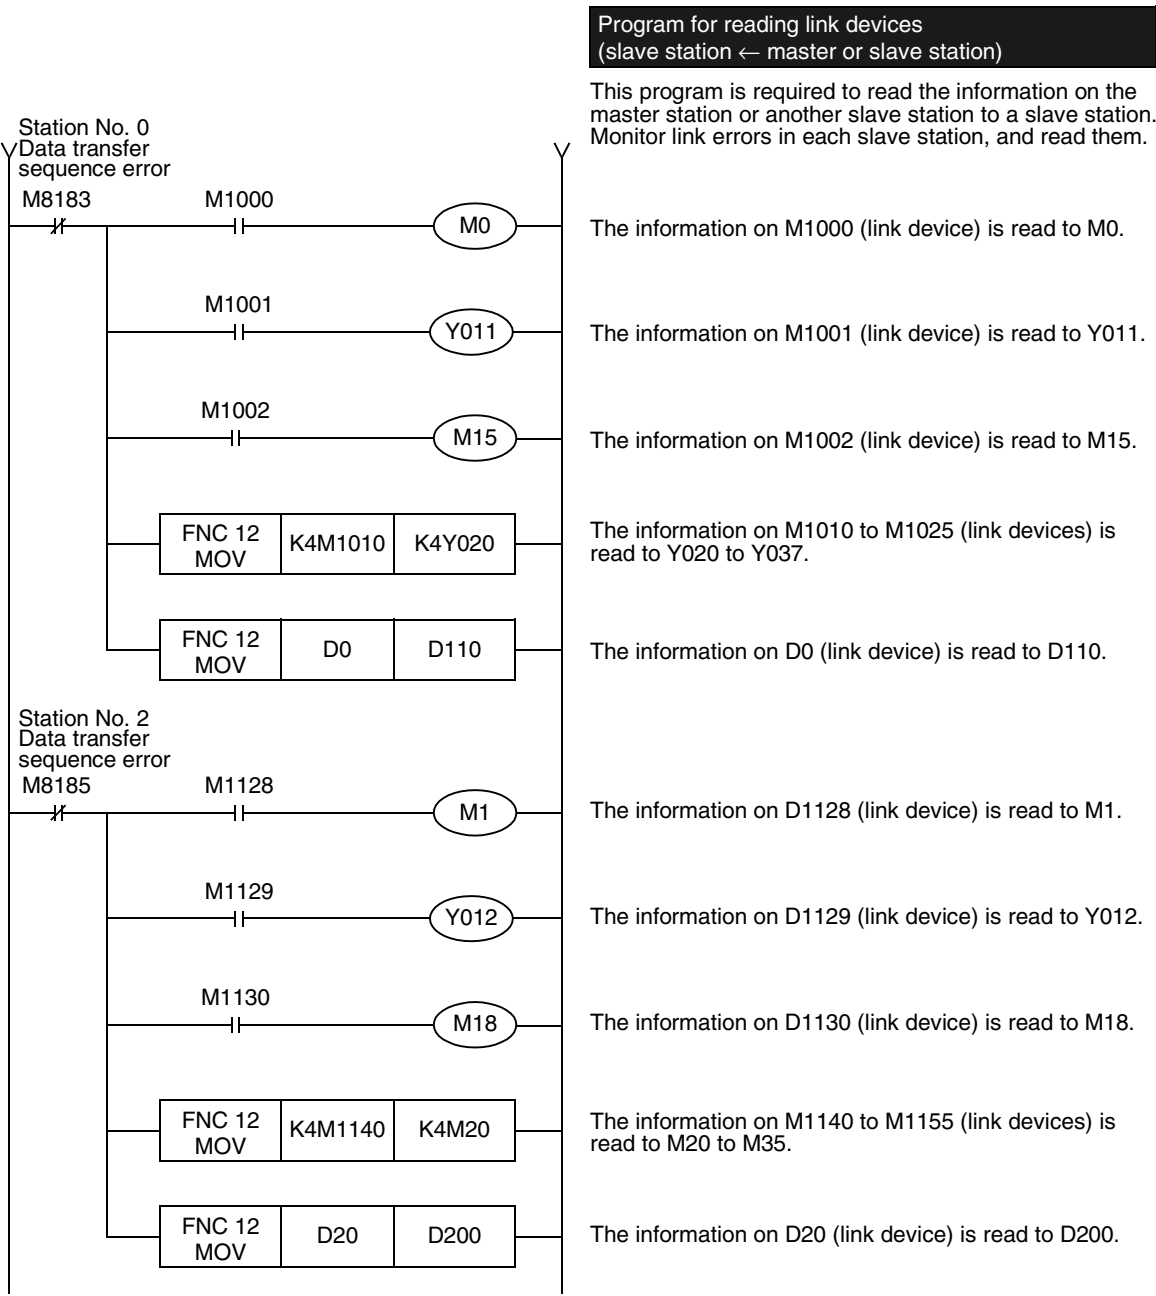 Program for reading link devices
(slave station ← master or slave station)
This program is required to read the information on the
master station or another slave station to a slave station.
Monitor link errors in each slave station, and read them.
Station No. 0
Data transfer
sequence error
M8183
M1000
M0
The information on M1000 (link device) is read to M0.
M1001
Y011
The information on M1001 (link device) is read to Y011.
M1002
M15
The information on M1002 (link device) is read to M15.
FNC 12
MOV
K4M1010
K4Y020
The information on M1010 to M1025 (link devices) is
read to Y020 to Y037.
FNC 12
MOV
D0
D110
The information on D0 (link device) is read to D110.
Station No. 2
Data transfer
sequence error
M8185
M1128
M1
The information on D1128 (link device) is read to M1.
M1129
Y012
The information on D1129 (link device) is read to Y012.
M1130
M18
The information on D1130 (link device) is read to M18.
FNC 12
MOV
K4M1140
K4M20
The information on M1140 to M1155 (link devices) is
read to M20 to M35.
FNC 12
MOV
D20
D200
The information on D20 (link device) is read to D200.